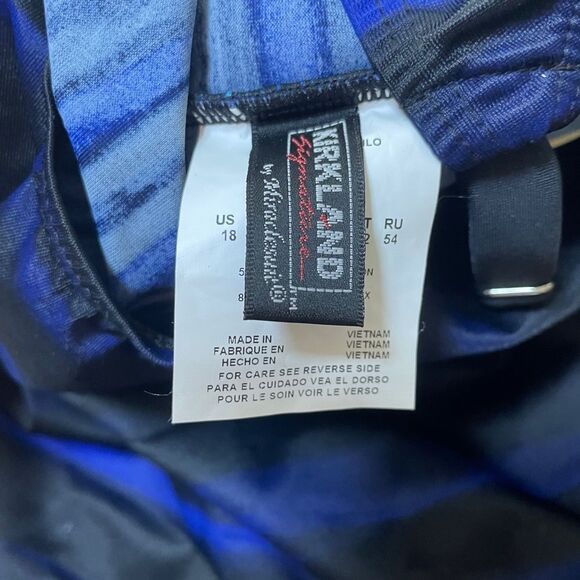 KIRKLAND
Signature
by Miraclesuit®
TM
US RU
18 54
MADE IN VIETNAM
FABRIQUE EN VIETNAM
HECHO EN VIETNAM
FOR CARE SEE REVERSE SIDE
PARA EL CUIDADO VEA EL DORSO
POUR LE SOIN VOIR LE VERSO